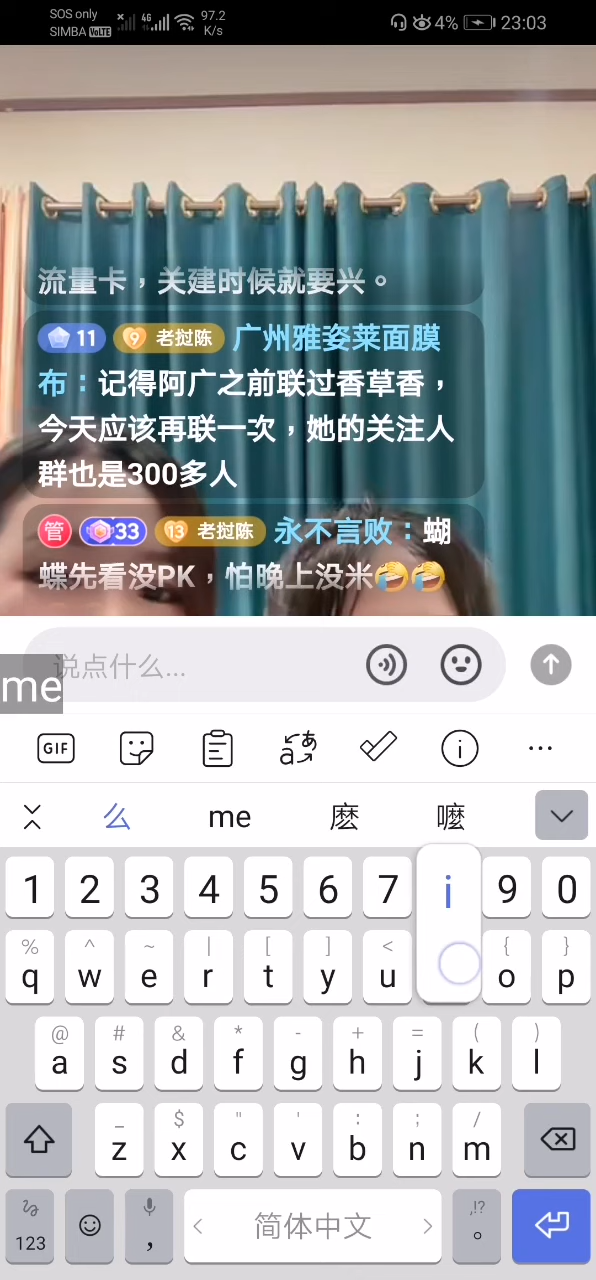 SOS only
SIMBA VoLTE
4G
97.2
K/s
4%
23:03
流量卡，关建时候就要兴。
11 9 老挝陈 广州雅姿莱面膜
布：记得阿广之前联过香草香，
今天应该再联一次，她的关注人
群也是300多人
管 33 13 老挝陈 永不言败：蝴
蝶先看没PK，怕晚上没米🤣🤣
说点什么...
me
GIF
么 me 麽 嚒
1 2 3 4 5 6 7 i 9 0
% ^ ~ | [ ] < { }
q w e r t y u o p
@ # & * - + = ( )
a s d f g h j k l
_ $ " ' : ; /
z x c v b n m
123 , 简体中文 ,!? 。